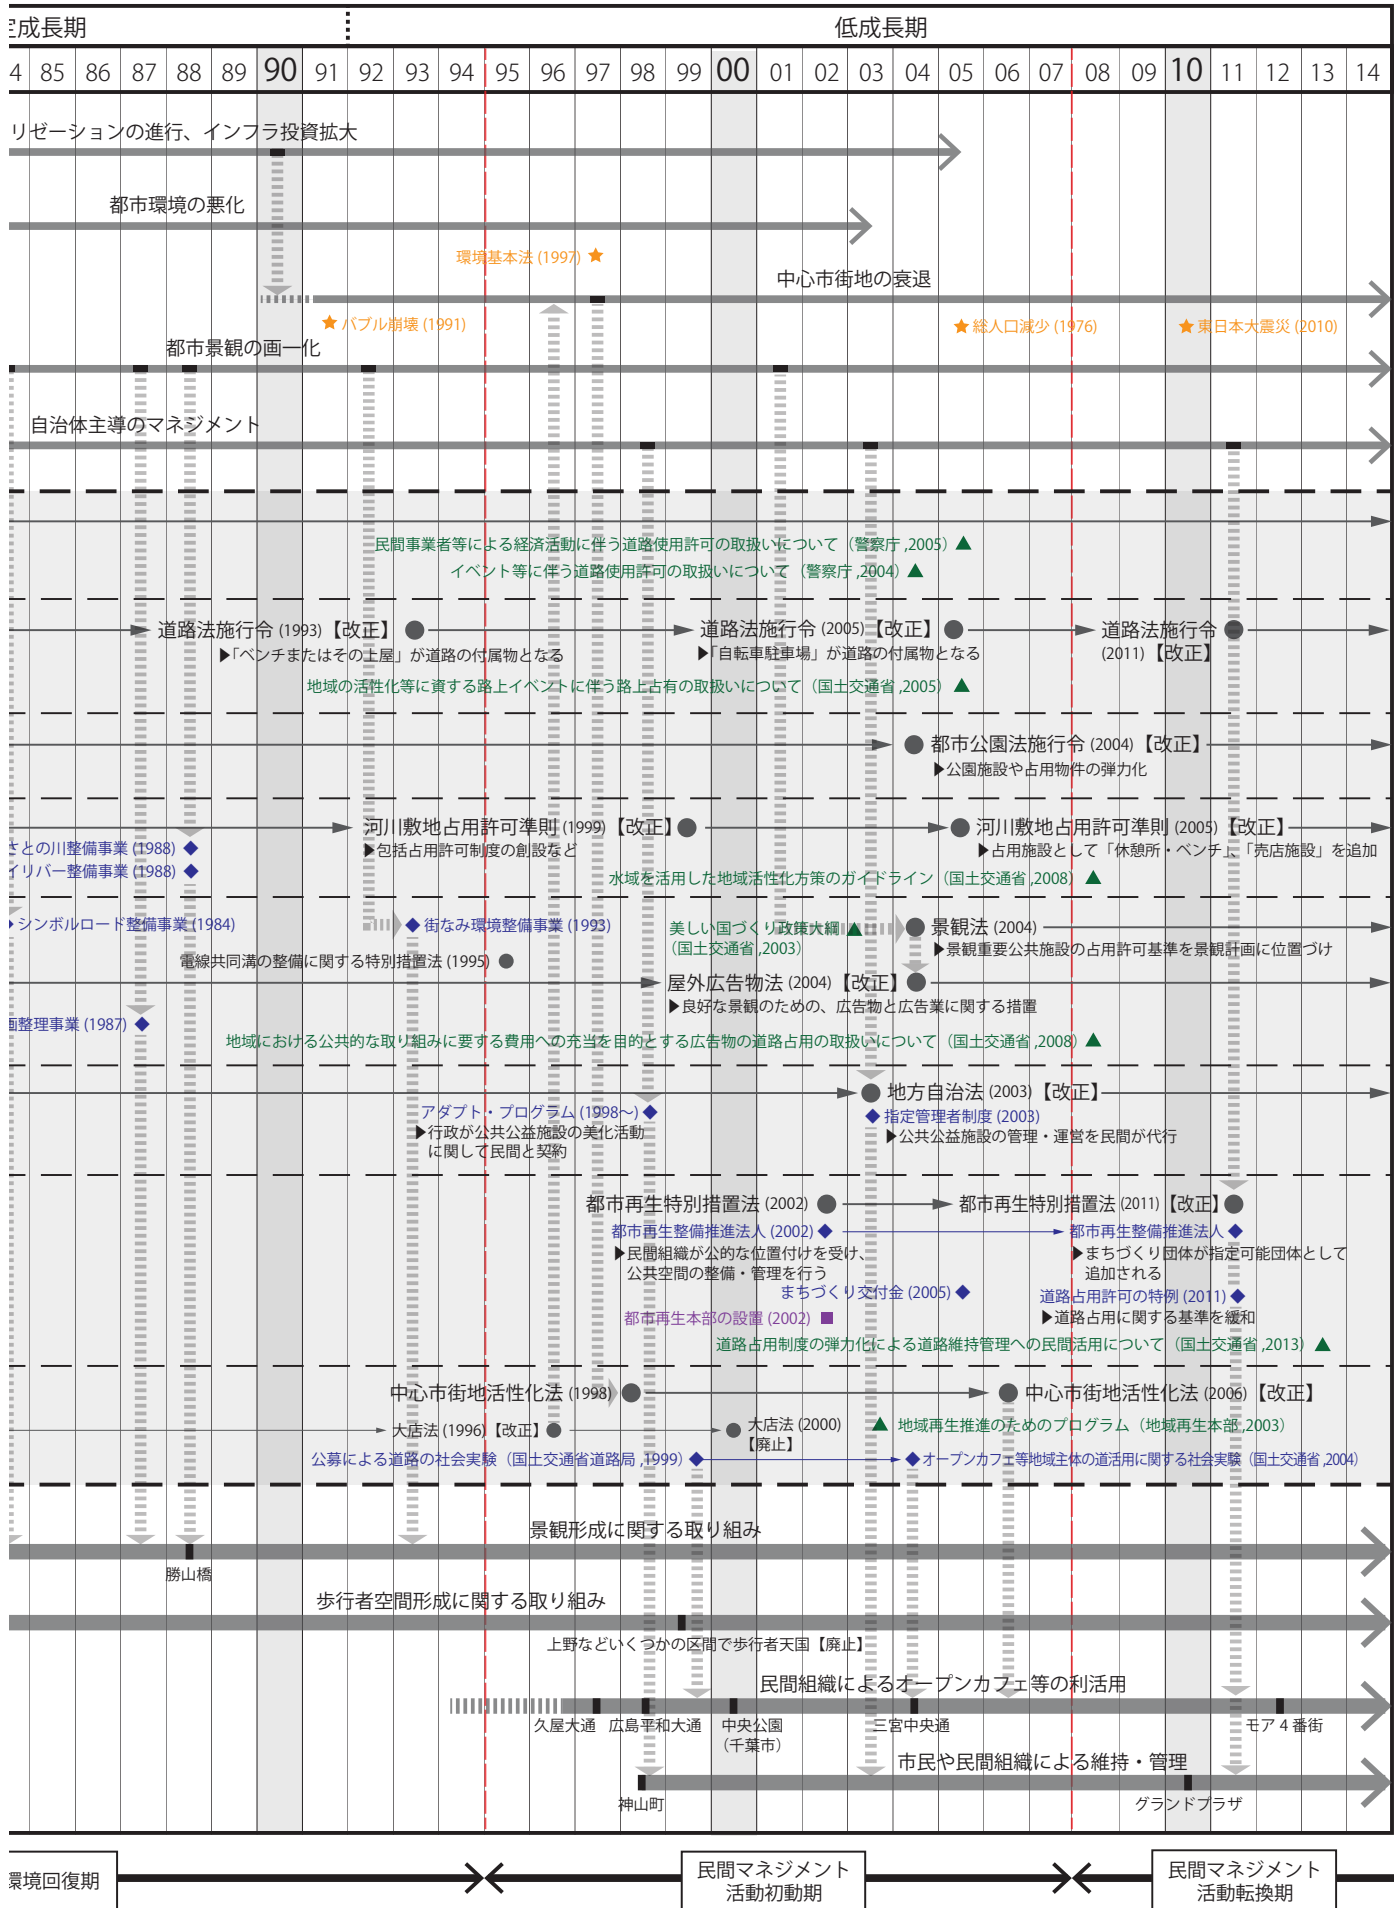 定成長期
低成長期
4 85 86 87 88 89 90 91 92 93 94 95 96 97 98 99 00 01 02 03 04 05 06 07 08 09 10 11 12 13 14
リゼーションの進行、インフラ投資拡大
都市環境の悪化
環境基本法 (1997) ★
中心市街地の衰退
★ バブル崩壊 (1991)
★ 総人口減少 (1976)
★ 東日本大震災 (2010)
都市景観の画一化
自治体主導のマネジメント
民間事業者等による経済活動に伴う道路使用許可の取扱いについて（警察庁 ,2005）▲
イベント等に伴う道路使用許可の取扱いについて（警察庁 ,2004）▲
道路法施行令 (1993)【改正】●
▶「ベンチまたはその上屋」が道路の付属物となる
道路法施行令 (2005)【改正】●
▶「自転車駐車場」が道路の付属物となる
道路法施行令 ●
(2011)【改正】
地域の活性化等に資する路上イベントに伴う路上占有の取扱いについて（国土交通省 ,2005）▲
● 都市公園法施行令 (2004)【改正】
▶公園施設や占用物件の弾力化
河川敷地占用許可準則 (1999)【改正】●
▶包括占用許可制度の創設など
● 河川敷地占用許可準則 (2005)【改正】
▶占用施設として「休憩所・ベンチ」、「売店施設」を追加
さとの川整備事業 (1988) ◆
イリバー整備事業 (1988) ◆
水域を活用した地域活性化方策のガイドライン（国土交通省 ,2008）▲
シンボルロード整備事業 (1984)
◆ 街なみ環境整備事業 (1993)
美しい国づくり政策大綱 ▲
（国土交通省 ,2003）
● 景観法 (2004)
▶景観重要公共施設の占用許可基準を景観計画に位置づけ
電線共同溝の整備に関する特別措置法 (1995) ●
屋外広告物法 (2004)【改正】●
▶良好な景観のための、広告物と広告業に関する措置
画整理事業 (1987) ◆
地域における公共的な取り組みに要する費用への充当を目的とする広告物の道路占用の取扱いについて（国土交通省 ,2008）▲
● 地方自治法 (2003)【改正】
アダプト・プログラム (1998〜) ◆
▶行政が公共公益施設の美化活動
に関して民間と契約
◆ 指定管理者制度 (2003)
▶公共公益施設の管理・運営を民間が代行
都市再生特別措置法 (2002) ●
都市再生特別措置法 (2011)【改正】●
都市再生整備推進法人 (2002) ◆
▶民間組織が公的な位置付けを受け、
公共空間の整備・管理を行う
都市再生整備推進法人 ◆
▶まちづくり団体が指定可能団体として
追加される
まちづくり交付金 (2005) ◆
道路占用許可の特例 (2011) ◆
▶道路占用に関する基準を緩和
都市再生本部の設置 (2002) ■
道路占用制度の弾力化による道路維持管理への民間活用について（国土交通省 ,2013）▲
中心市街地活性化法 (1998) ●
● 中心市街地活性化法 (2006)【改正】
大店法 (1996)【改正】●
● 大店法 (2000)
【廃止】
▲ 地域再生推進のためのプログラム（地域再生本部 ,2003）
公募による道路の社会実験（国土交通省道路局 ,1999）◆
◆ オープンカフェ等地域主体の道活用に関する社会実験（国土交通省 ,2004）
景観形成に関する取り組み
勝山橋
歩行者空間形成に関する取り組み
上野などいくつかの区間で歩行者天国【廃止】
民間組織によるオープンカフェ等の利活用
久屋大通 広島平和大通 中央公園 三宮中央通 モア 4 番街
（千葉市）
市民や民間組織による維持・管理
神山町 グランドプラザ
環境回復期
民間マネジメント
活動初動期
民間マネジメント
活動転換期